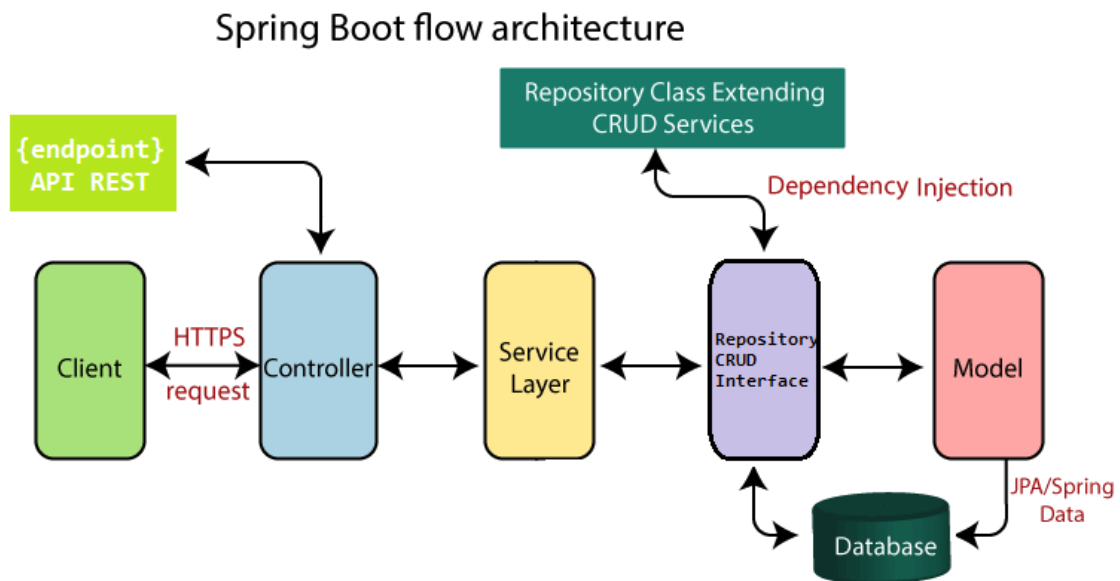 Spring Boot flow architecture
Repository Class Extending
CRUD Services
{endpoint}
API REST
Dependency Injection
Client
HTTPS
request
Controller
Service
Layer
Repository
CRUD
Interface
Model
JPA/Spring
Data
Database